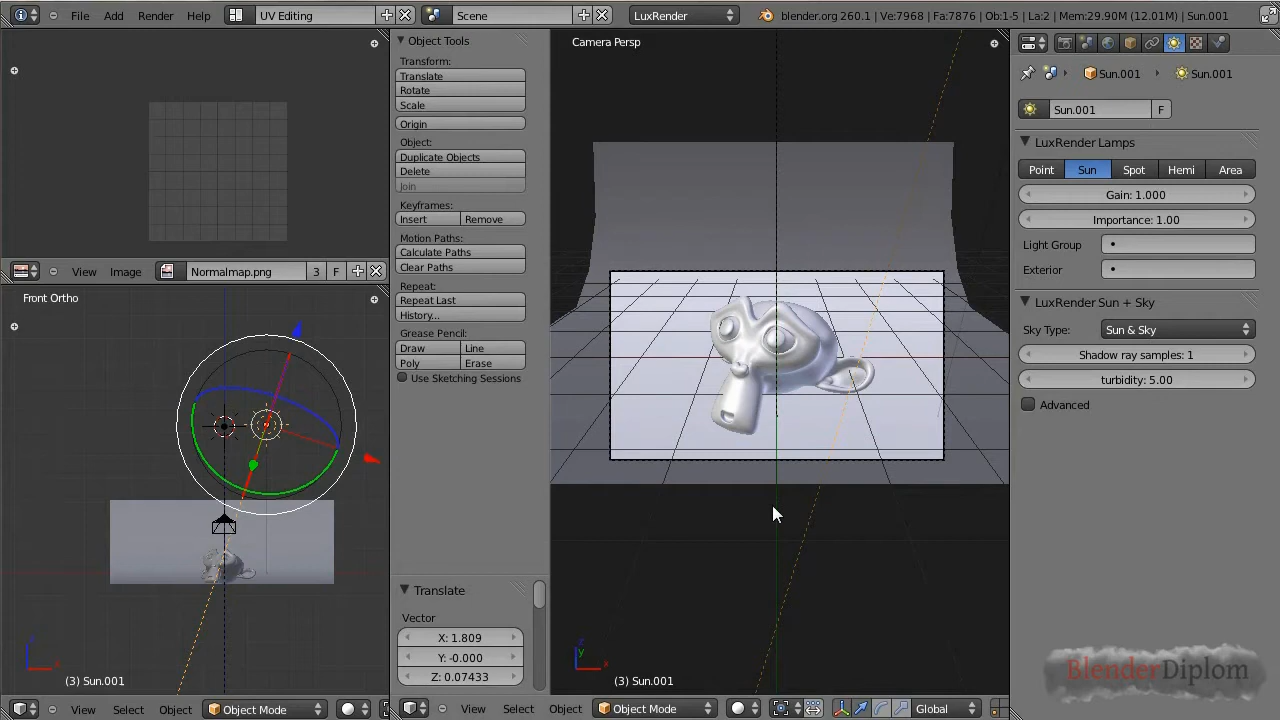 File Add Render Help UV Editing Scene LuxRender blender.org 260.1 | Ve:7968 | Fa:7876 | Ob:1-5 | La:2 | Mem:29.90M (12.01M) | Sun.001
Object Tools
Transform:
Translate
Rotate
Scale
Origin
Object:
Duplicate Objects
Delete
Join
Keyframes:
Insert Remove
Motion Paths:
Calculate Paths
Clear Paths
Repeat:
Repeat Last
History...
Grease Pencil:
Draw Line
Poly Erase
Use Sketching Sessions
Translate
Vector
X: 1.809
Y: -0.000
Z: 0.07433
View Image Normalmap.png 3 F
Front Ortho
(3) Sun.001
View Select Object Object Mode
Camera Persp
(3) Sun.001
View Select Object Object Mode Global
Sun.001 Sun.001
Sun.001 F
LuxRender Lamps
Point Sun Spot Hemi Area
Gain: 1.000
Importance: 1.00
Light Group
Exterior
LuxRender Sun + Sky
Sky Type: Sun & Sky
Shadow ray samples: 1
turbidity: 5.00
Advanced
BlenderDiplom